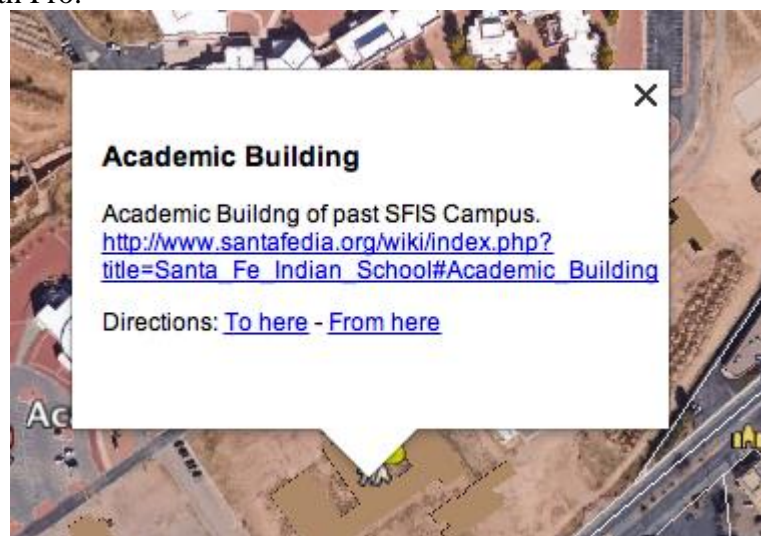 Academic Building
Academic Buildng of past SFIS Campus.
http://www.santafedia.org/wiki/index.php?
title=Santa_Fe_Indian_School#Academic_Building
Directions: To here - From here
Ac